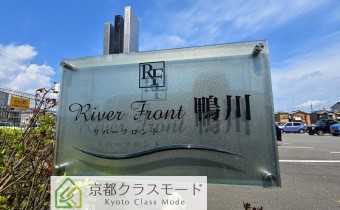 RF
River Front 鴨川
リバーフロント
京都クラスモード
Kyoto Class Mode